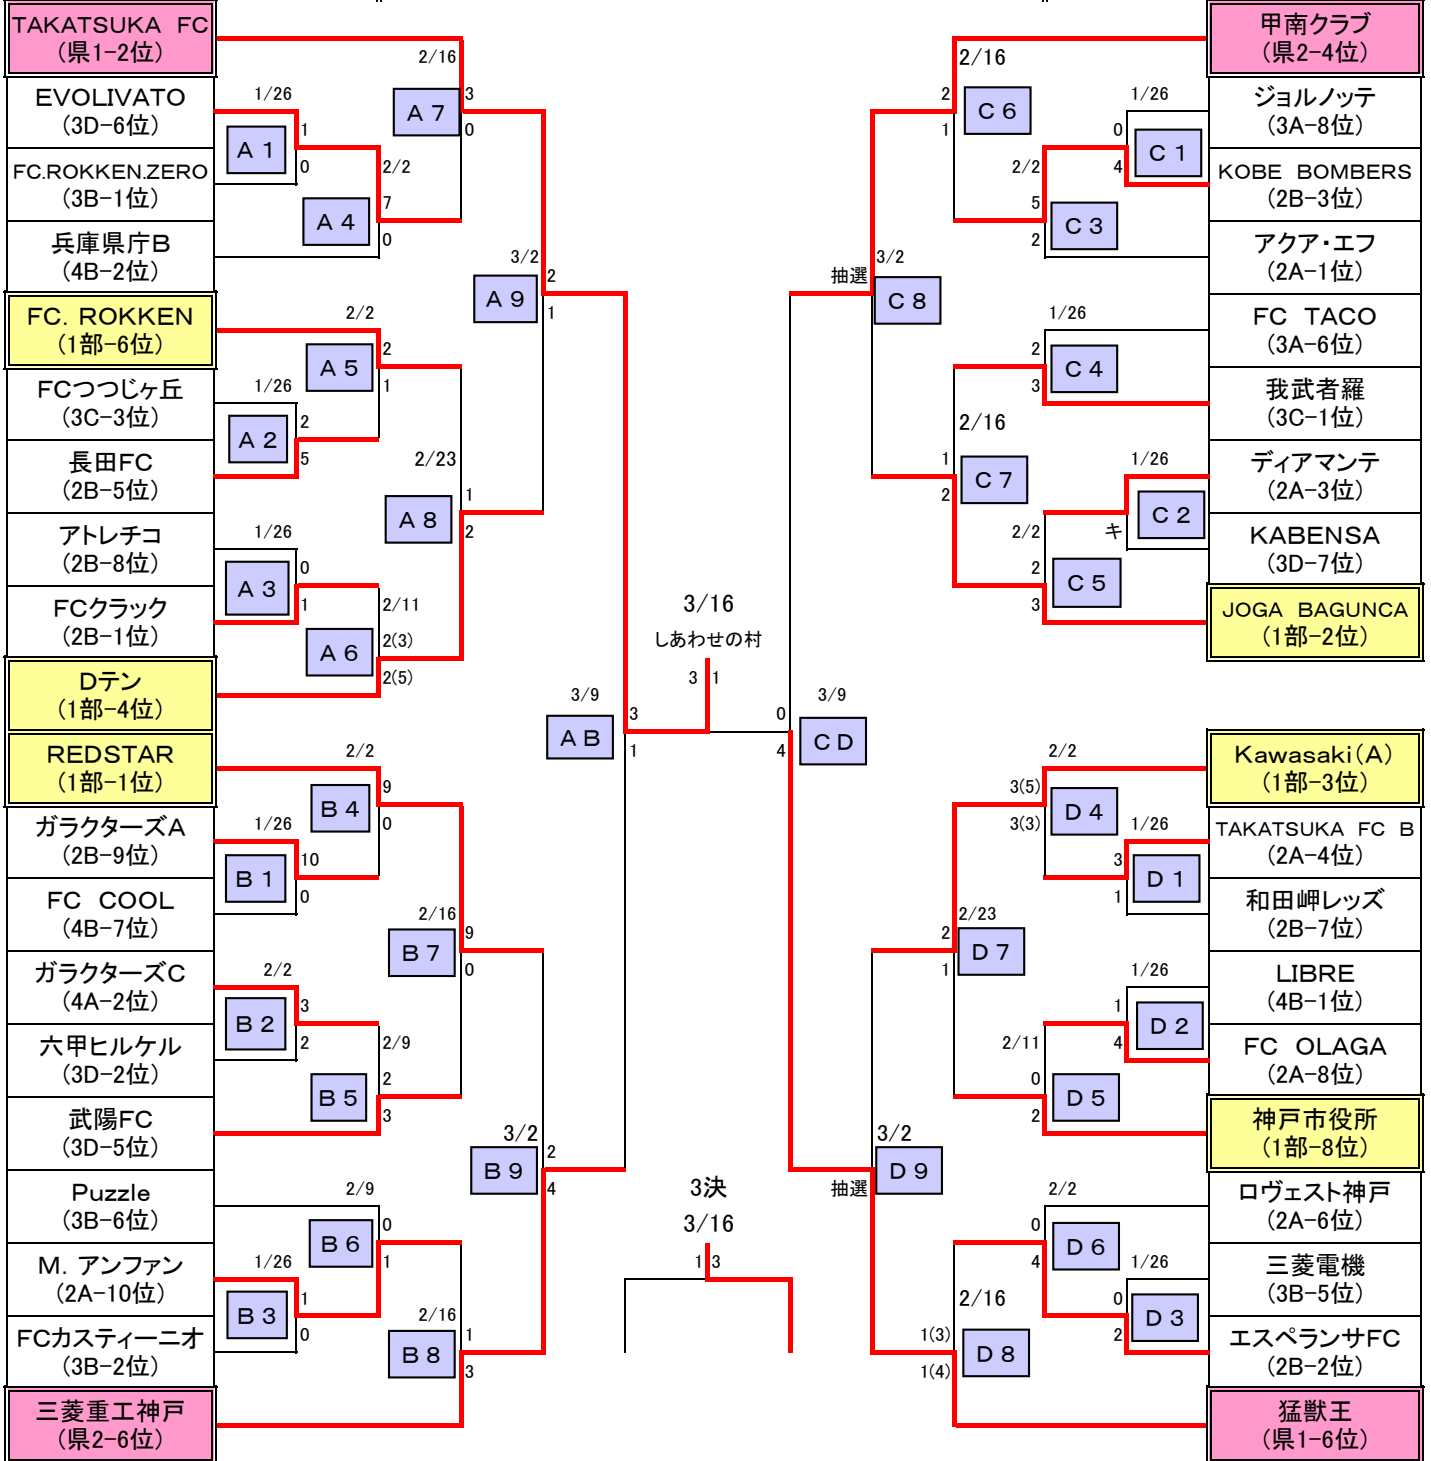 TAKATSUKA FC
(県1-2位)
EVOLIVATO
(3D-6位)
FC.ROKKEN.ZERO
(3B-1位)
兵庫県庁B
(4B-2位)
FC. ROKKEN
(1部-6位)
FCつつじヶ丘
(3C-3位)
長田FC
(2B-5位)
アトレチコ
(2B-8位)
FCクラック
(2B-1位)
Dテン
(1部-4位)
REDSTAR
(1部-1位)
ガラクターズA
(2B-9位)
FC COOL
(4B-7位)
ガラクターズC
(4A-2位)
六甲ヒルケル
(3D-2位)
武陽FC
(3D-5位)
Puzzle
(3B-6位)
M. アンファン
(2A-10位)
FCカスティーニオ
(3B-2位)
三菱重工神戸
(県2-6位)
1/26
A 1
1
0
2/2
A 4
7
0
2/16
A 7
3
0
2/2
A 5
2
1
1/26
A 2
2
5
1/26
A 3
0
1
2/11
A 6
2(3)
2(5)
2/23
A 8
1
2
3/2
A 9
2
1
2/2
B 4
9
0
1/26
B 1
10
0
2/2
B 2
3
2
2/9
B 5
2
3
2/16
B 7
9
0
2/9
B 6
0
1
1/26
B 3
1
0
2/16
B 8
1
3
3/2
B 9
2
4
3/9
A B
3
1
3/16
しあわせの村
3
1
3決
3/16
1
3
3/9
C D
0
4
2/16
C 6
2
1
1/26
C 1
0
4
2/2
C 3
5
2
3/2
抽選
C 8
1/26
C 4
2
3
2/16
C 7
1
2
1/26
C 2
キ
2/2
C 5
2
3
2/2
D 4
3(5)
3(3)
1/26
D 1
3
1
2/23
D 7
2
1
1/26
D 2
1
4
2/11
D 5
0
2
3/2
抽選
D 9
2/2
D 6
0
4
1/26
D 3
0
2
2/16
D 8
1(3)
1(4)
甲南クラブ
(県2-4位)
ジョルノッテ
(3A-8位)
KOBE BOMBERS
(2B-3位)
アクア・エフ
(2A-1位)
FC TACO
(3A-6位)
我武者羅
(3C-1位)
ディアマンテ
(2A-3位)
KABENSA
(3D-7位)
JOGA BAGUNCA
(1部-2位)
Kawasaki(A)
(1部-3位)
TAKATSUKA FC B
(2A-4位)
和田岬レッズ
(2B-7位)
LIBRE
(4B-1位)
FC OLAGA
(2A-8位)
神戸市役所
(1部-8位)
ロヴェスト神戸
(2A-6位)
三菱電機
(3B-5位)
エスペランサFC
(2B-2位)
猛獣王
(県1-6位)